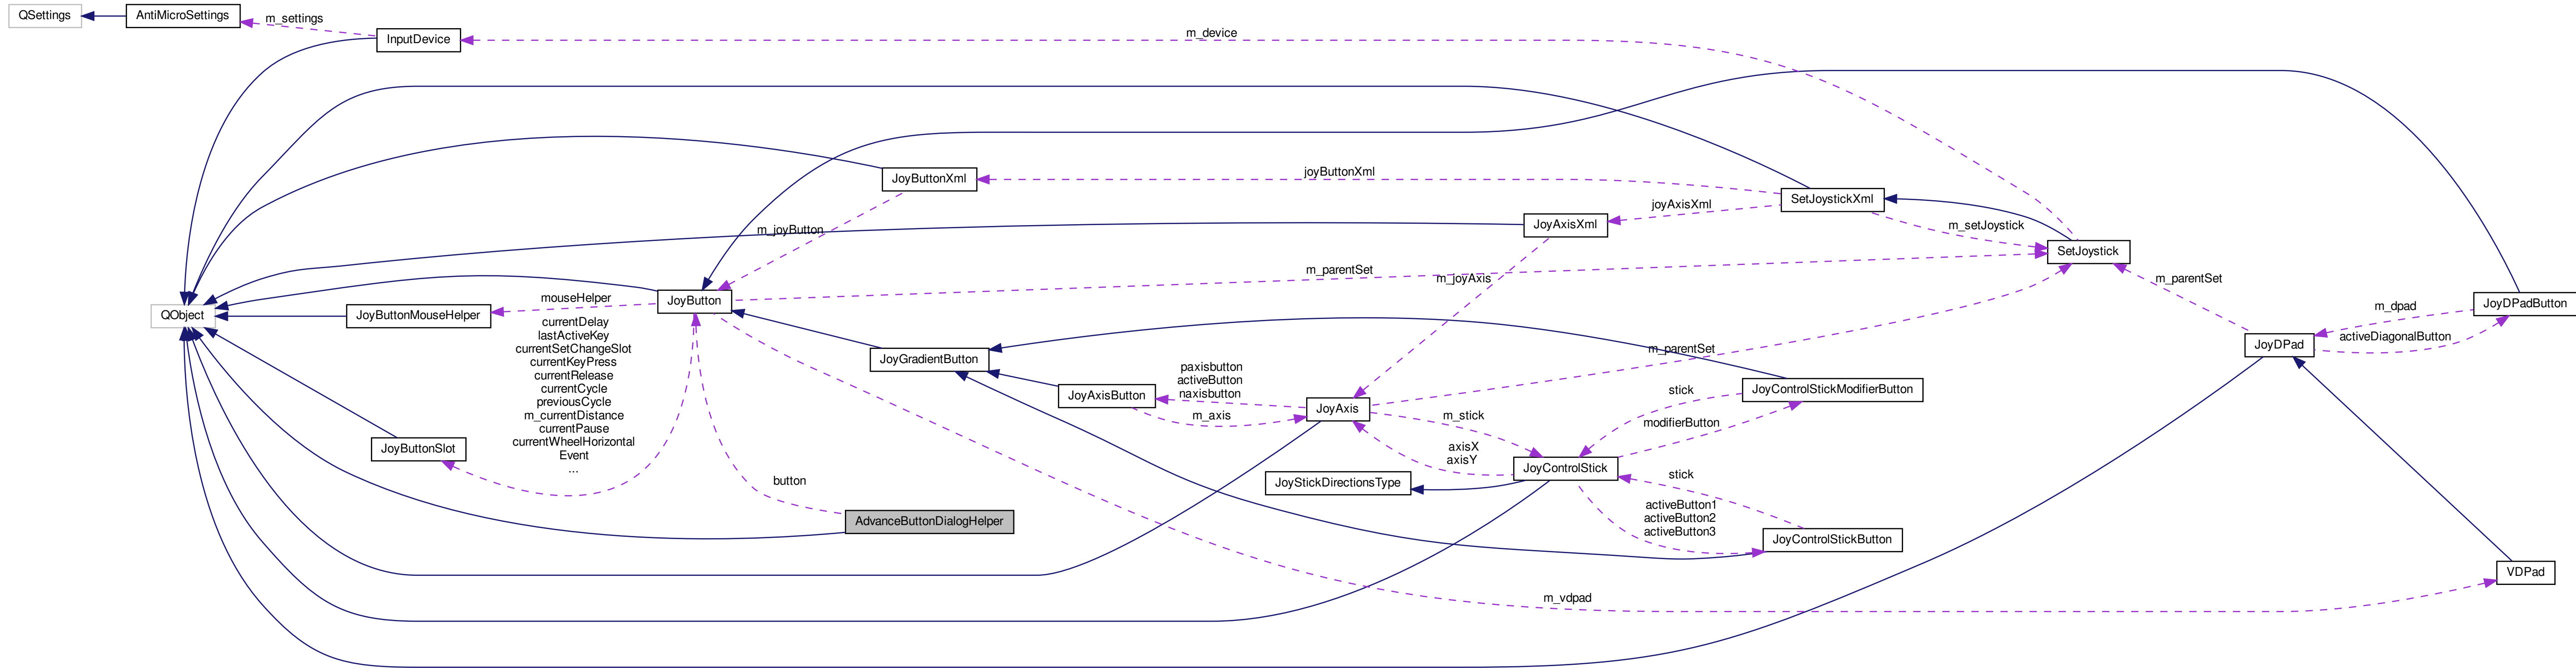 QSettings
AntiMicroSettings
m_settings
InputDevice
m_device
JoyButtonXml
joyButtonXml
SetJoystickXml
joyAxisXml
JoyAxisXml
m_setJoystick
m_joyButton
SetJoystick
m_parentSet
m_joyAxis
m_parentSet
QObject
mouseHelper
JoyButton
JoyButtonMouseHelper
m_dpad
JoyDPadButton
currentDelay
lastActiveKey
currentSetChangeSlot
currentKeyPress
currentRelease
currentCycle
previousCycle
m_currentDistance
currentPause
currentWheelHorizontal
Event
...
activeDiagonalButton
JoyDPad
JoyGradientButton
m_parentSet
paxisbutton
activeButton
naxisbutton
JoyAxisButton
m_axis
JoyAxis
m_stick
stick
JoyControlStickModifierButton
modifierButton
JoyButtonSlot
axisX
axisY
JoyControlStick
button
JoyStickDirectionsType
stick
activeButton1
activeButton2
activeButton3
AdvanceButtonDialogHelper
JoyControlStickButton
VDPad
m_vdpad